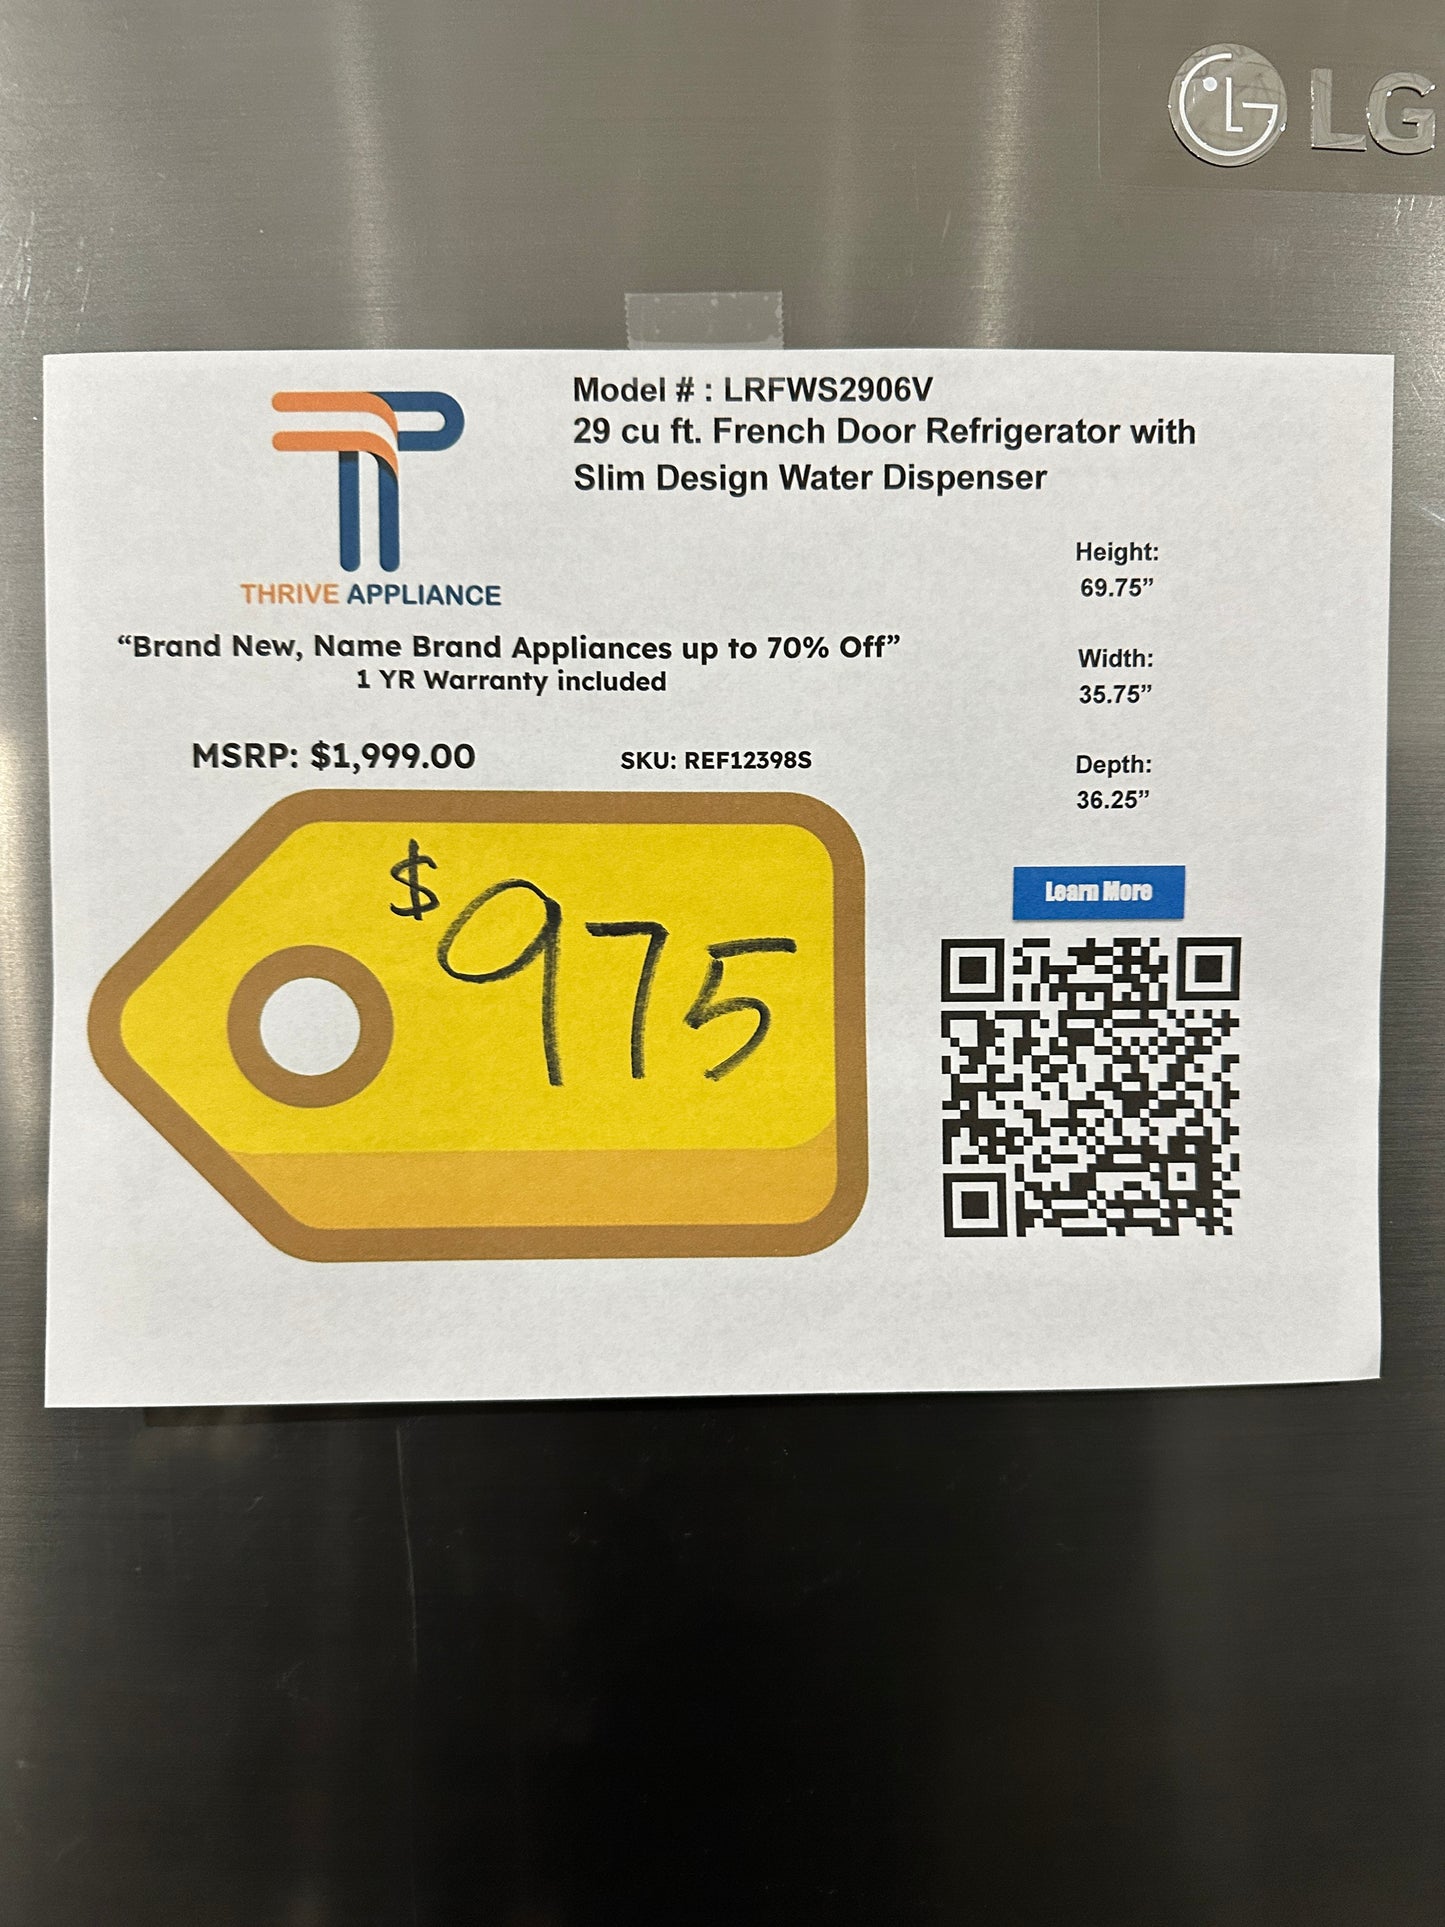 LG
Model # : LRFWS2906V
29 cu ft. French Door Refrigerator with
Slim Design Water Dispenser
THRIVE APPLIANCE
“Brand New, Name Brand Appliances up to 70% Off”
1 YR Warranty included
MSRP: $1,999.00
SKU: REF12398S
$975
Height:
69.75”
Width:
35.75”
Depth:
36.25”
Learn More